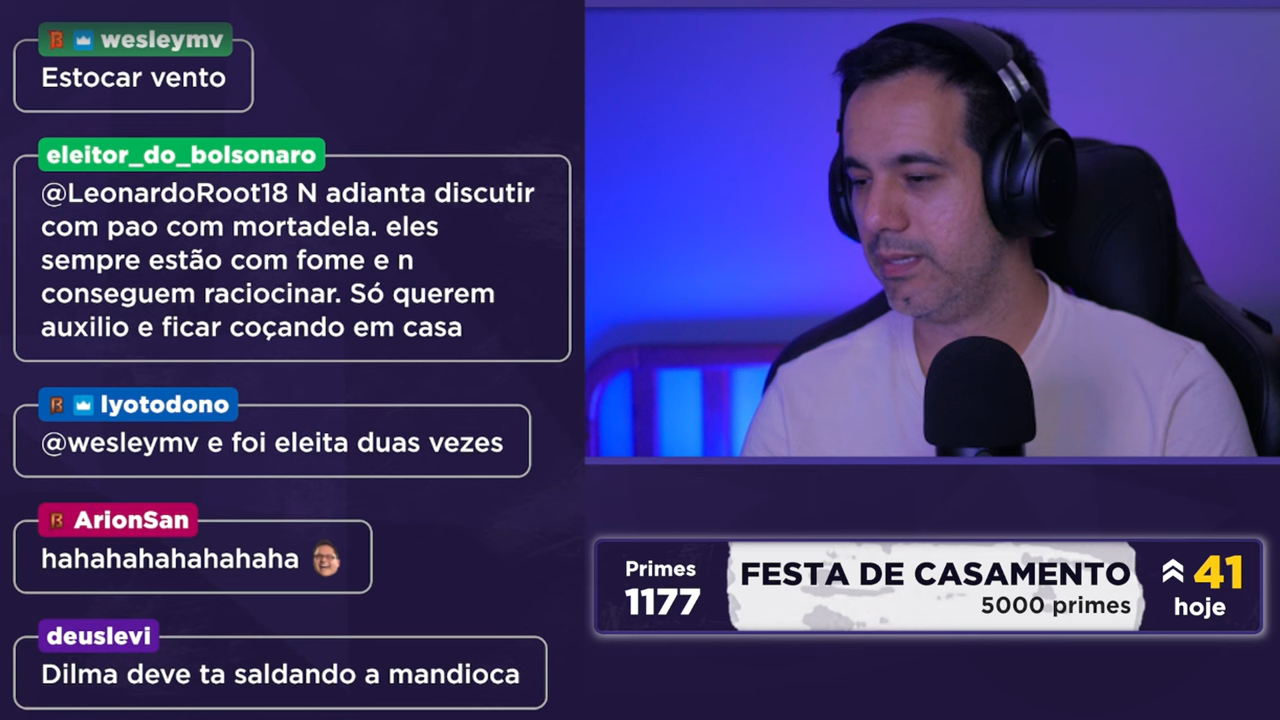 wesleymv
Estocar vento
eleitor_do_bolsonaro
@LeonardoRoot18 N adianta discutir
com pao com mortadela. eles
sempre estão com fome e n
conseguem raciocinar. Só querem
auxilio e ficar coçando em casa
lyotodono
@wesleymv e foi eleita duas vezes
ArionSan
hahahahahahahaha
deuslevi
Dilma deve ta saldando a mandioca
Primes
1177
FESTA DE CASAMENTO
5000 primes
41
hoje